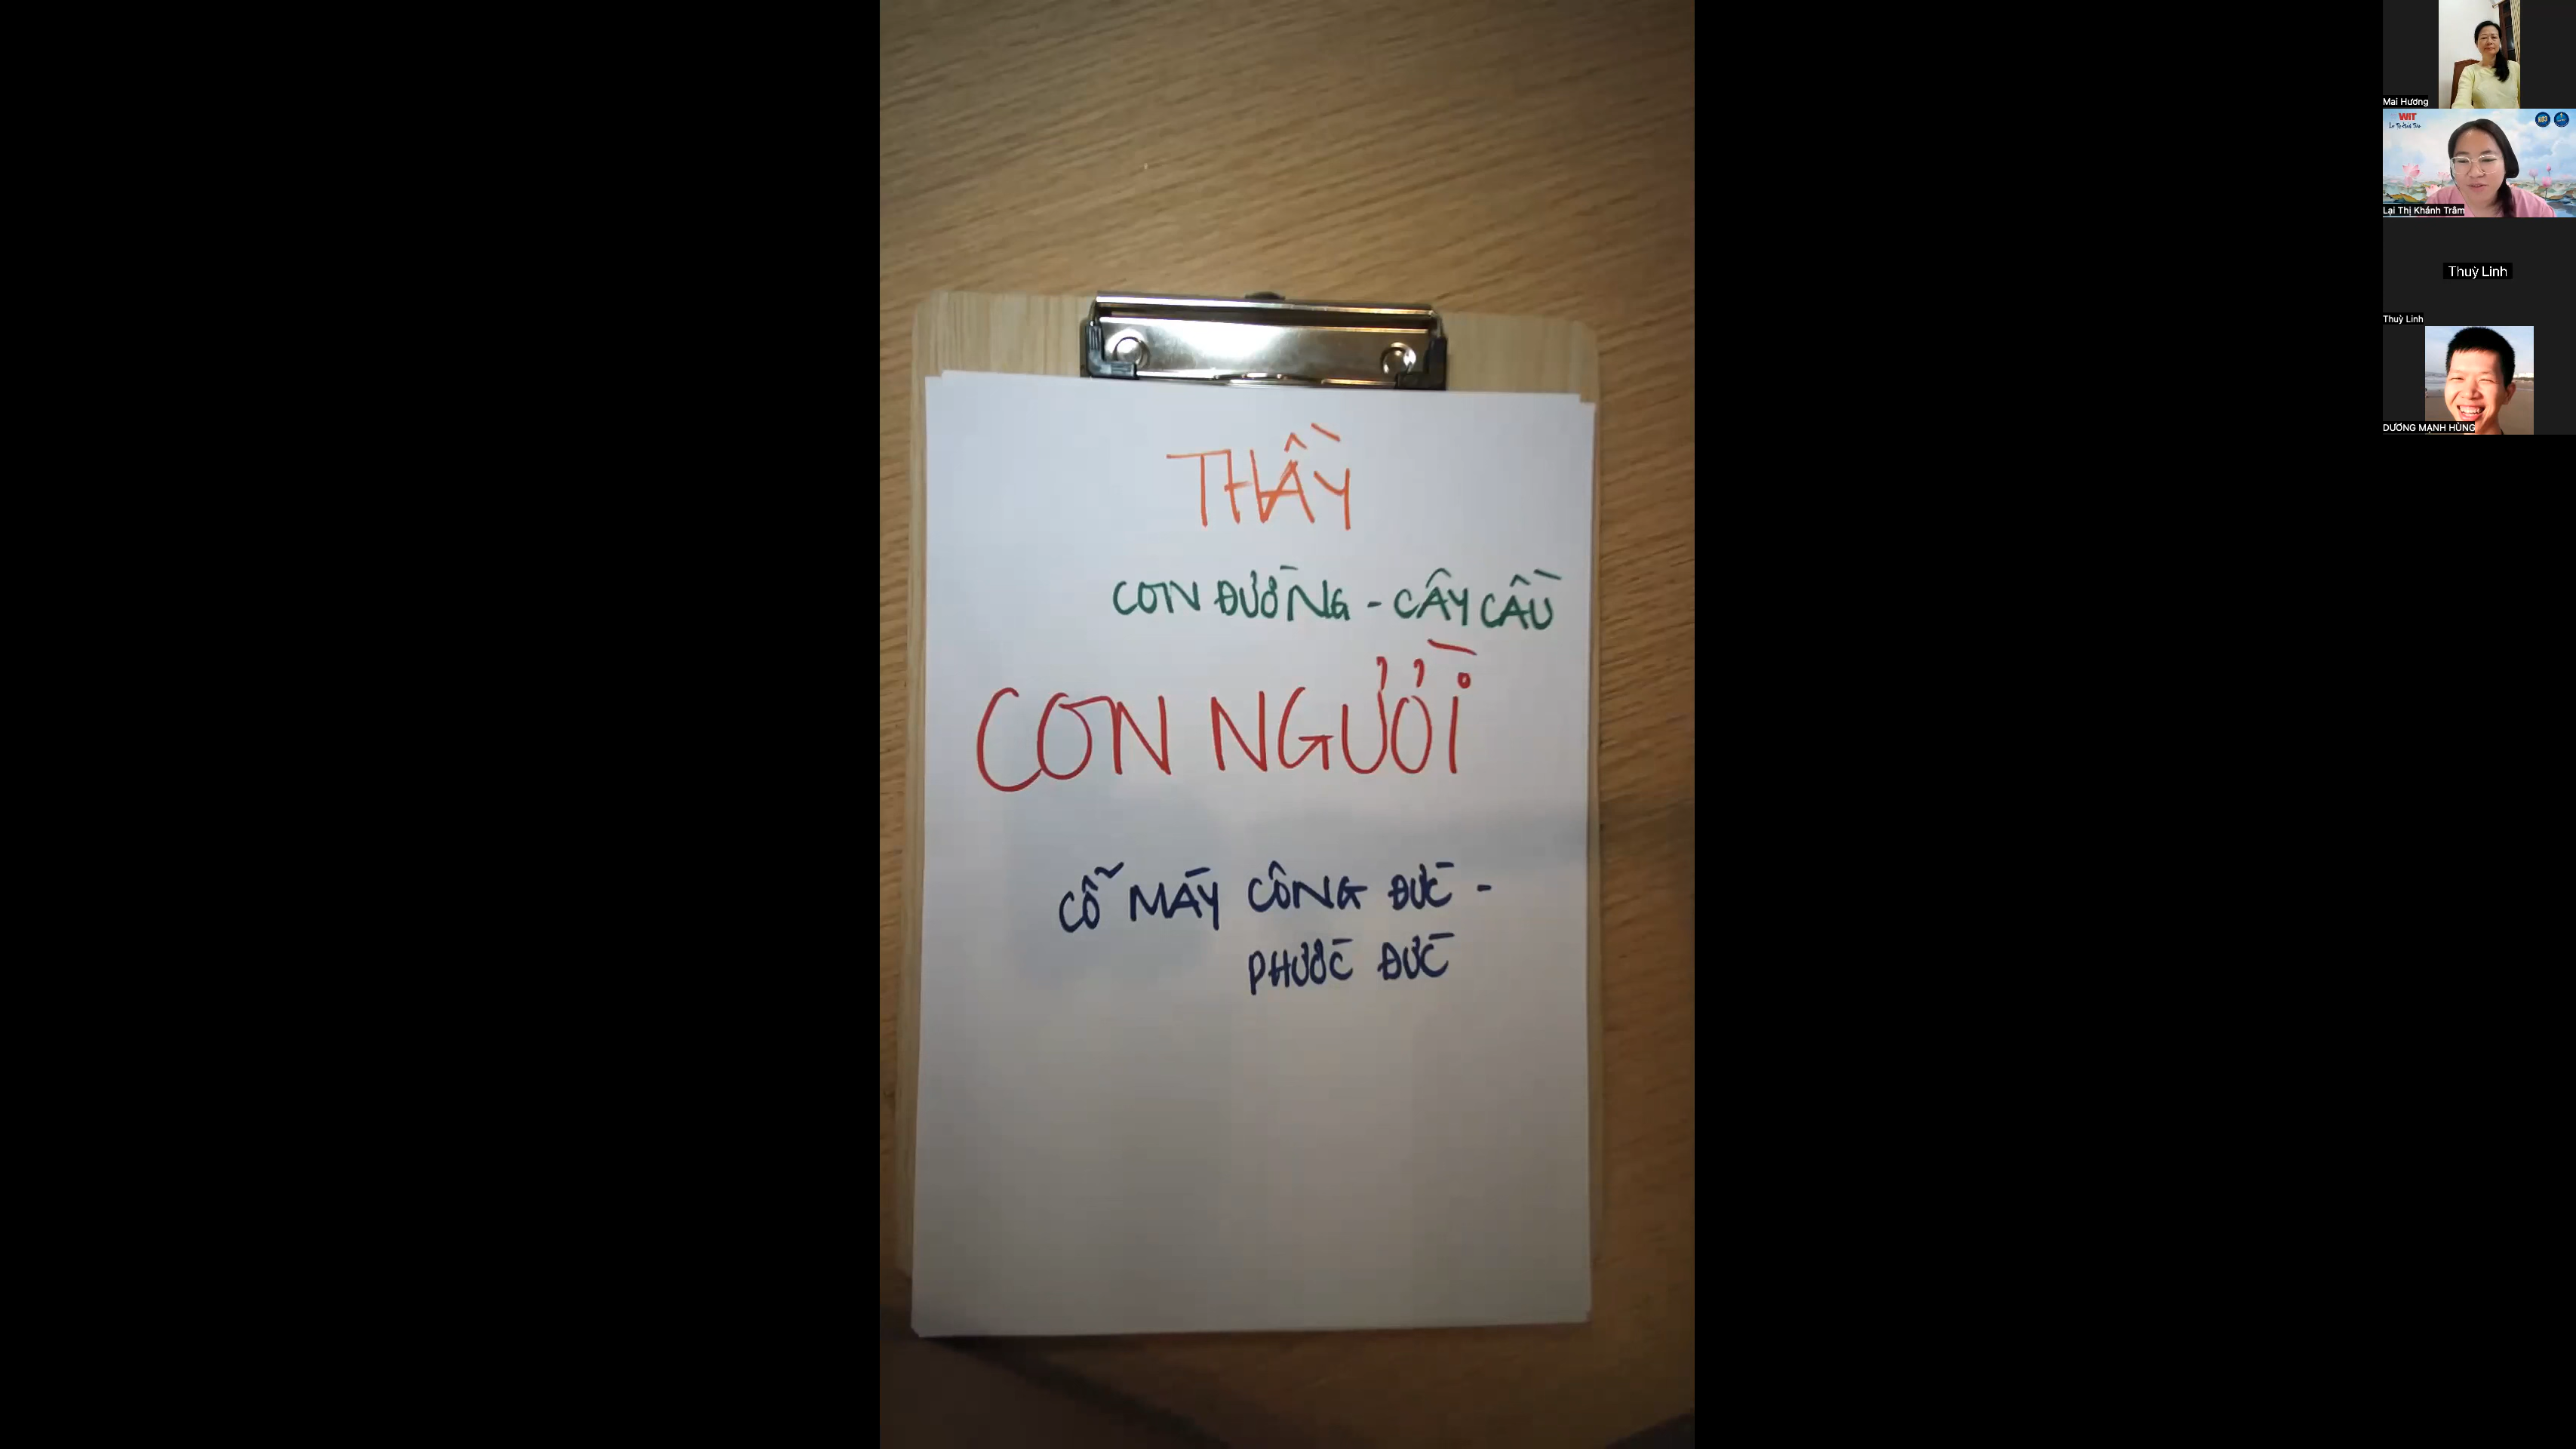 THẦY
CON ĐƯỜNG - CÂY CẦU
CON NGƯỜI
CỖ MÁY CÔNG ĐỨC -
PHƯỚC ĐỨC
Mai Hương
WIT
Lại Thị Khánh Trâm
Thuỳ Linh
Thuỳ Linh
DƯƠNG MẠNH HÙNG